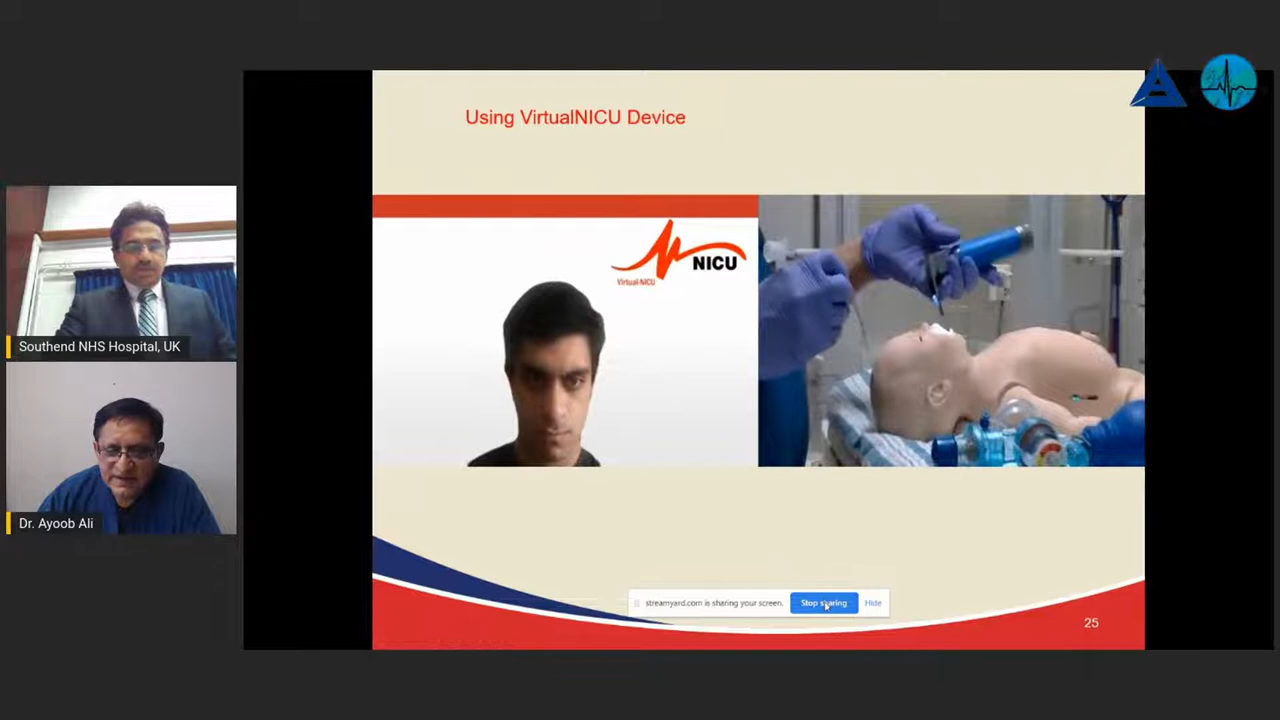 Using VirtualNICU Device
NICU
Virtual-NICU
Southend NHS Hospital, UK
Dr. Ayoob Ali
streamyard.com is sharing your screen.
Stop sharing
Hide
25